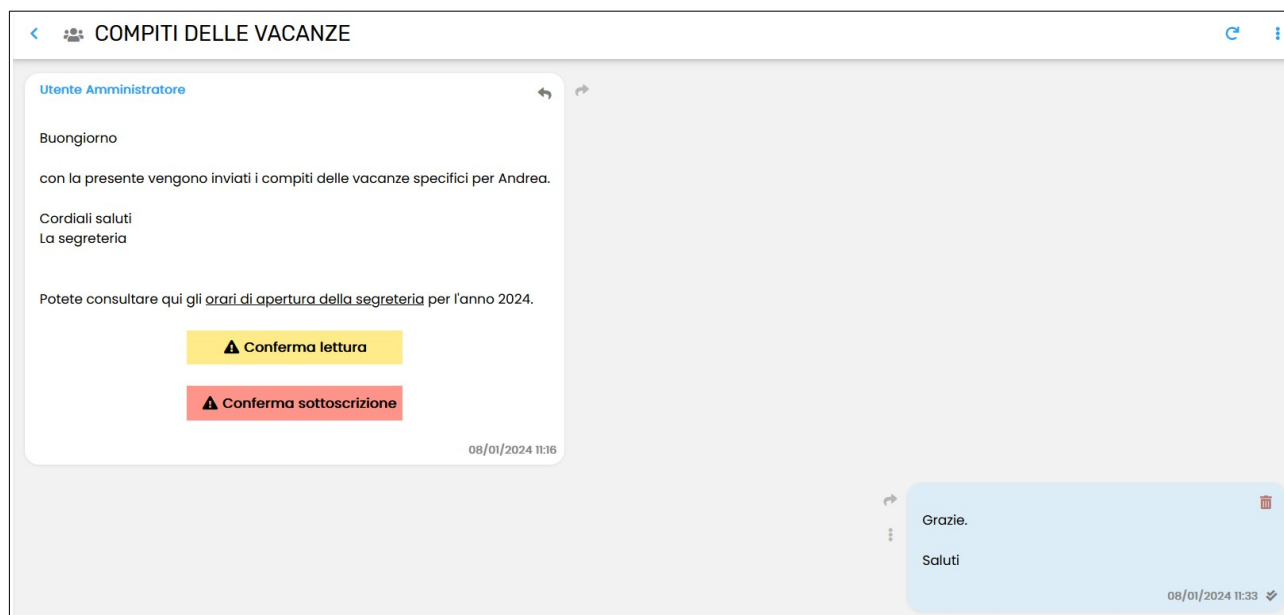 COMPITI DELLE VACANZE
Utente Amministratore
Buongiorno
con la presente vengono inviati i compiti delle vacanze specifici per Andrea.
Cordiali saluti
La segreteria
Potete consultare qui gli orari di apertura della segreteria per l'anno 2024.
Conferma lettura
Conferma sottoscrizione
08/01/2024 11:16
Grazie.
Saluti
08/01/2024 11:33